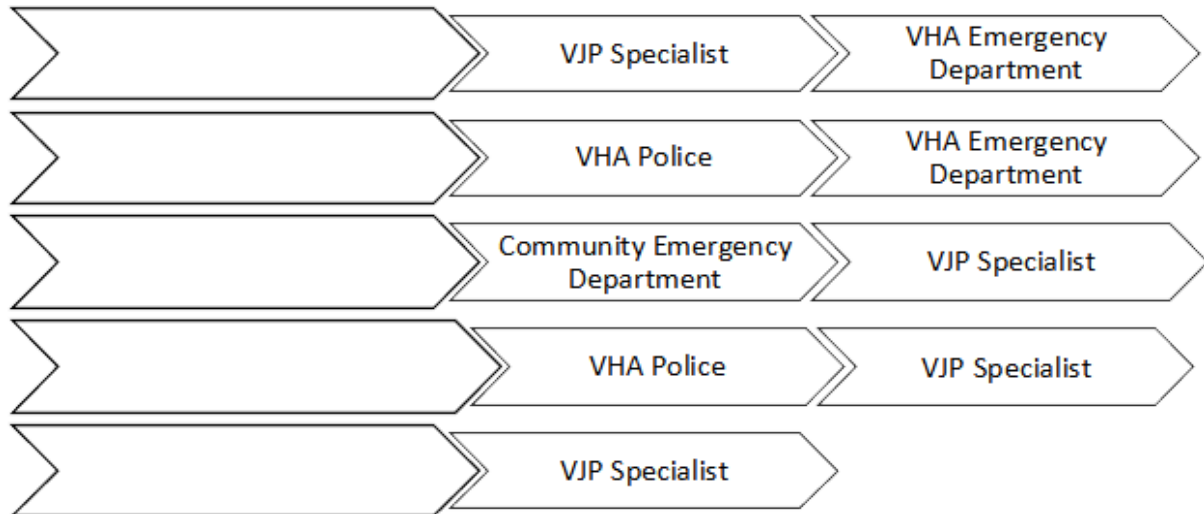 VJP Specialist
VHA Emergency
Department
VHA Police
VHA Emergency
Department
Community Emergency
Department
VJP Specialist
VHA Police
VJP Specialist
VJP Specialist